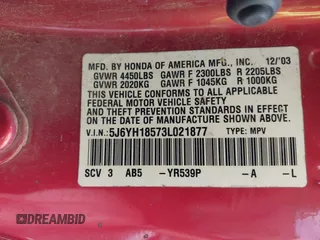 MFD. BY HONDA OF AMERICA MFG., INC. 12/'03
GVWR 4450LBS GAWR F 2300LBS R 2205LBS
GVWR 2020KG GAWR F 1045KG R 1000KG
THIS VEHICLE CONFORMS TO ALL APPLICABLE
FEDERAL MOTOR VEHICLE SAFETY
AND THEFT PREVENTION STANDARDS IN EFFECT
ON THE DATE OF MANUFACTURE SHOWN ABOVE.
V.I.N.: 5J6YH18573L021877 TYPE: MPV
SCV 3 AB5 -YR539P -A -L
DREAMBID